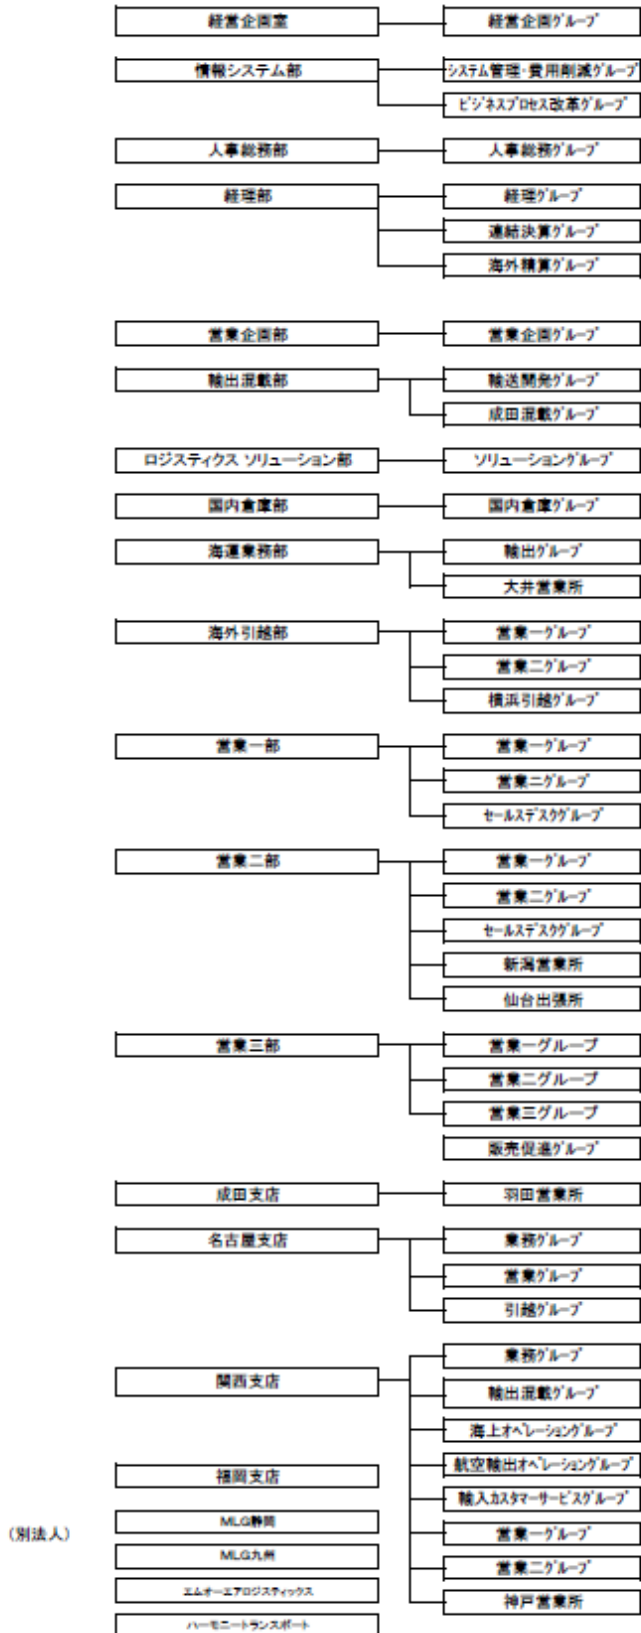 経営企画室 経営企画グループ
情報システム部 システム管理・費用削減グループ
ビジネスプロセス改革グループ
人事総務部 人事総務グループ
経理部 経理グループ
連結決算グループ
海外精算グループ
営業企画部 営業企画グループ
輸出混載部 輸送開発グループ
成田混載グループ
ロジスティクス ソリューション部 ソリューショングループ
国内倉庫部 国内倉庫グループ
海運業務部 輸出グループ
大井営業所
海外引越部 営業一グループ
営業二グループ
横浜引越グループ
営業一部 営業一グループ
営業二グループ
セールスデスクグループ
営業二部 営業一グループ
営業二グループ
セールスデスクグループ
新潟営業所
仙台出張所
営業三部 営業一グループ
営業二グループ
営業三グループ
販売促進グループ
成田支店 羽田営業所
名古屋支店 業務グループ
営業グループ
引越グループ
業務グループ
関西支店 輸出混載グループ
海上オペレーショングループ
福岡支店 航空輸出オペレーショングループ
輸入カスタマーサービスグループ
(別法人) MLG静岡 営業一グループ
MLG九州 営業二グループ
エムオーエアロジスティックス 神戸営業所
ハーモニートランスポート